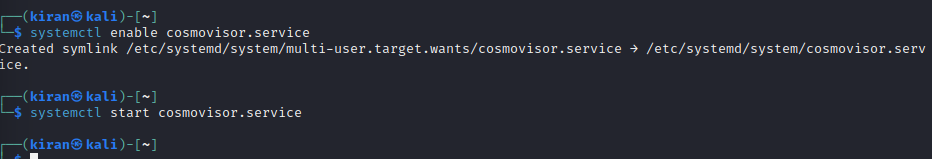 ┌──(kiran㉿kali)-[~]
└─$ systemctl enable cosmovisor.service
Created symlink /etc/systemd/system/multi-user.target.wants/cosmovisor.service → /etc/systemd/system/cosmovisor.serv
ice.
┌──(kiran㉿kali)-[~]
└─$ systemctl start cosmovisor.service
┌──(kiran㉿kali)-[~]
└─$